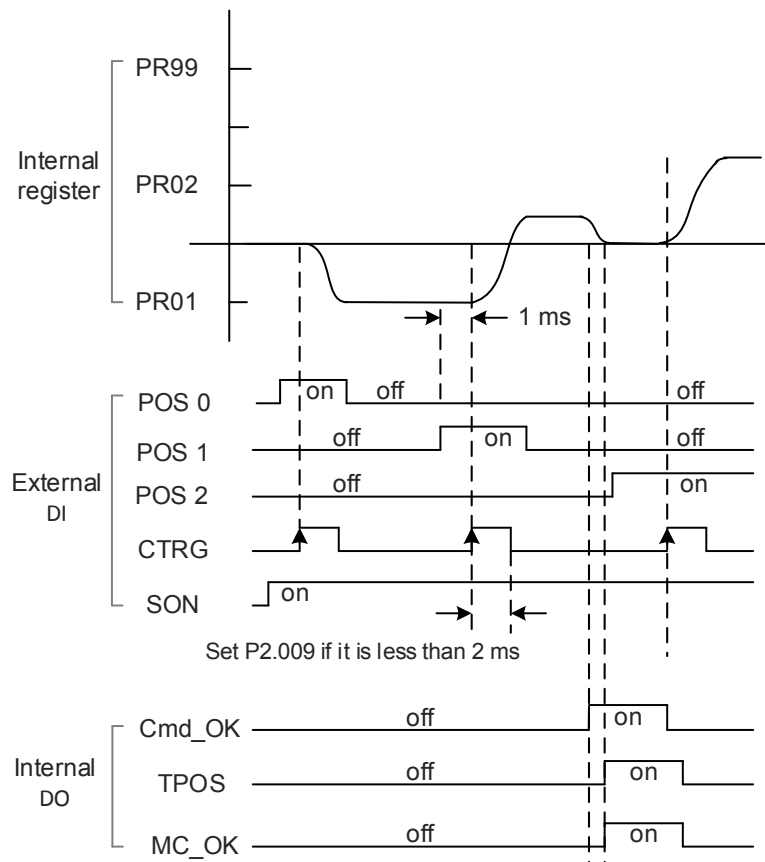 PR99
Internal
register
PR02
PR01
1 ms
POS 0
on
off
off
POS 1
off
on
off
External
DI
POS 2
off
on
CTRG
SON
on
Set P2.009 if it is less than 2 ms
Cmd_OK
off
on
Internal
DO
TPOS
off
on
MC_OK
off
on